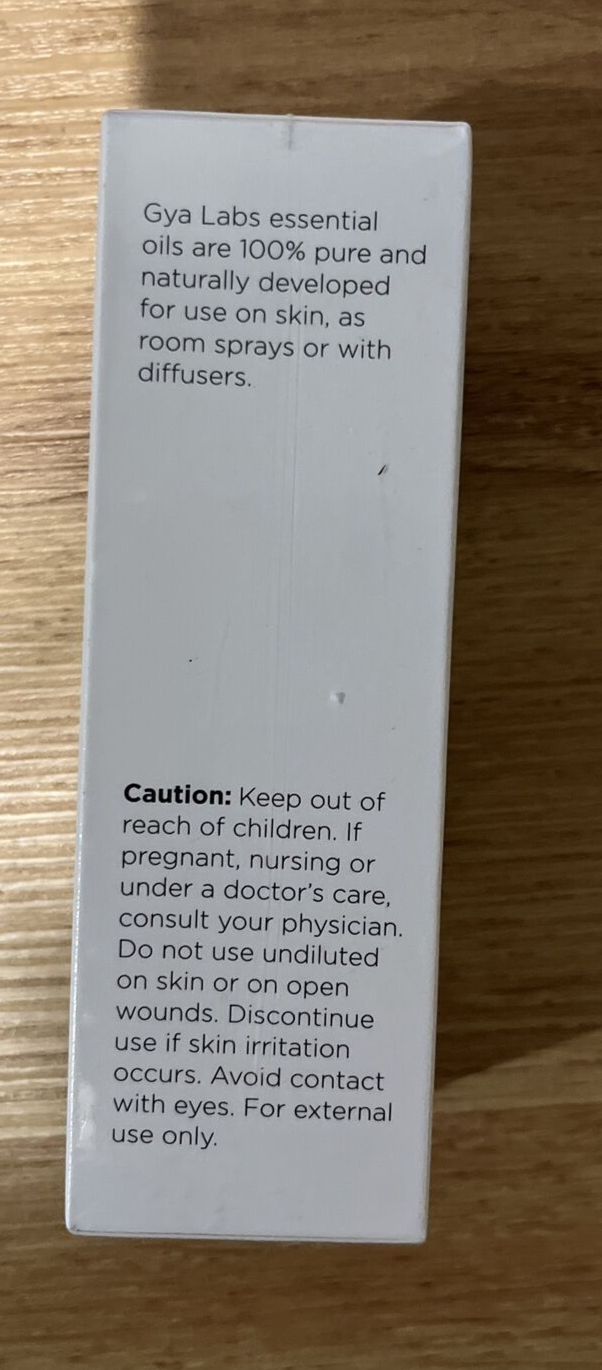 Gya Labs essential
oils are 100% pure and
naturally developed
for use on skin, as
room sprays or with
diffusers.
Caution: Keep out of
reach of children. If
pregnant, nursing or
under a doctor's care,
consult your physician.
Do not use undiluted
on skin or on open
wounds. Discontinue
use if skin irritation
occurs. Avoid contact
with eyes. For external
use only.